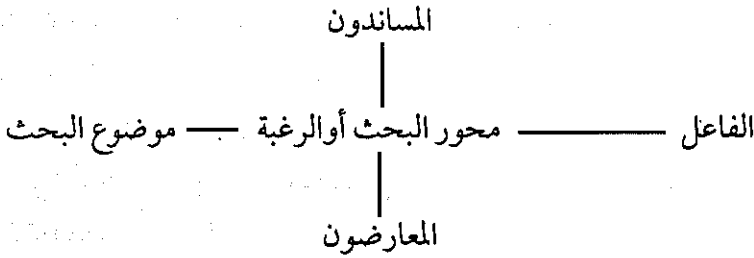 المساندون
الفاعل محور البحث أوالرغبة موضوع البحث
المعارضون